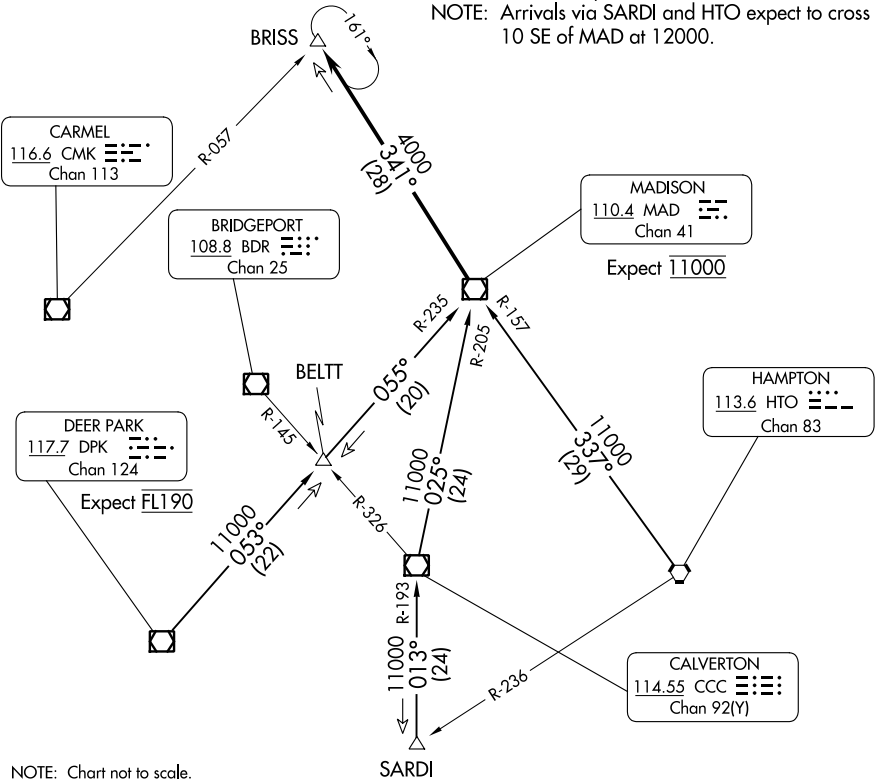 NOTE: Arrivals via SARDI and HTO expect to cross
10 SE of MAD at 12000.
BRISS
161°
R-057
CARMEL
116.6 CMK
Chan 113
4000
341°
(28)
MADISON
110.4 MAD
Chan 41
Expect 11000
BRIDGEPORT
108.8 BDR
Chan 25
R-235
R-205
R-157
BELTT
055°
(20)
R-145
HAMPTON
113.6 HTO
Chan 83
DEER PARK
117.7 DPK
Chan 124
Expect FL190
11000
053°
(22)
R-326
11000
025°
(24)
11000
337°
(29)
R-193
11000
013°
(24)
R-236
CALVERTON
114.55 CCC
Chan 92(Y)
SARDI
NOTE: Chart not to scale.